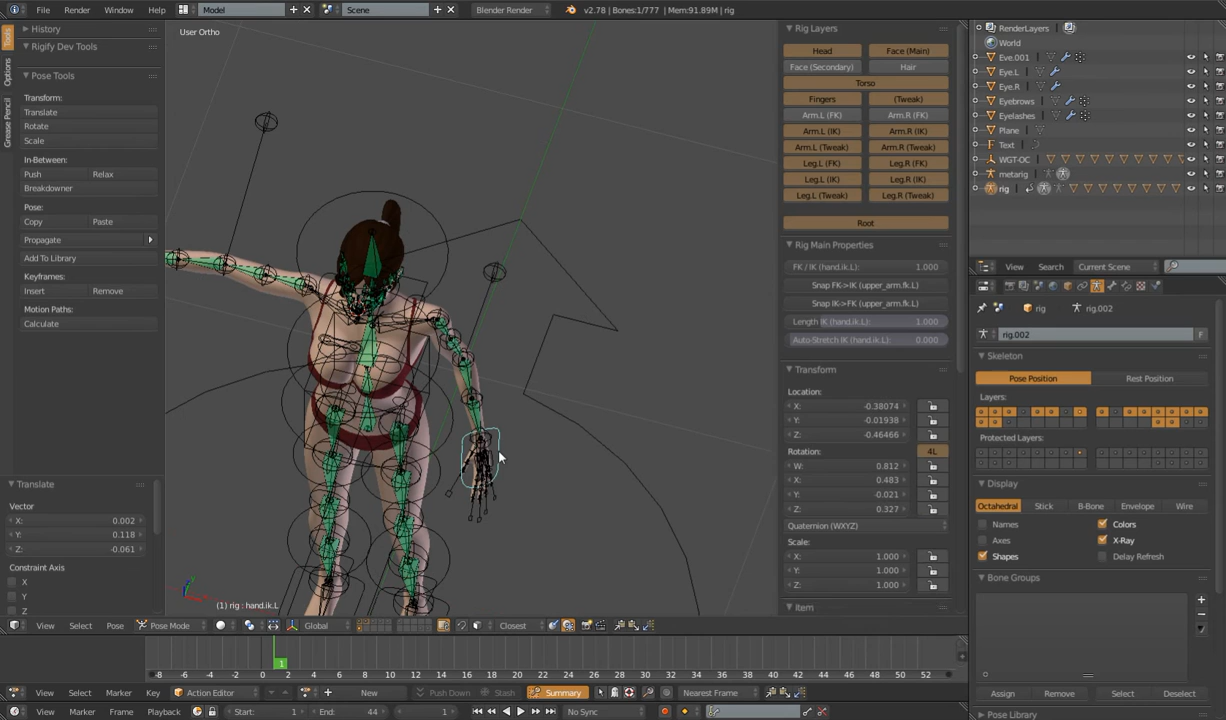 File Render Window Help Model Scene Blender Render v2.78 | Bones:1/777 | Mem:91.89M | rig
Tools
Options
Grease Pencil
History
Rigify Dev Tools
Pose Tools
Transform:
Translate
Rotate
Scale
In-Between:
Push Relax
Breakdowner
Pose:
Copy Paste
Propagate
Add To Library
Keyframes:
Insert Remove
Motion Paths:
Calculate
Translate
Vector
X: 0.002
Y: 0.118
Z: -0.061
Constraint Axis
X
Y
Z
User Ortho
(1) rig : hand.ik.L
Rig Layers
Head Face (Main)
Face (Secondary) Hair
Torso
Fingers (Tweak)
Arm.L (FK) Arm.R (FK)
Arm.L (IK) Arm.R (IK)
Arm.L (Tweak) Arm.R (Tweak)
Leg.L (FK) Leg.R (FK)
Leg.L (IK) Leg.R (IK)
Leg.L (Tweak) Leg.R (Tweak)
Root
Rig Main Properties
FK / IK (hand.ik.L) 1.000
Snap FK->IK (upper_arm.fk.L)
Snap IK->FK (upper_arm.fk.L)
Length IK (hand.ik.L): 1.000
Auto-Stretch IK (hand.ik.L): 0.000
Transform
Location:
X: -0.38074
Y: -0.01938
Z: -0.46466
Rotation: 4L
W: 0.812
X: 0.483
Y: -0.021
Z: 0.327
Quaternion (WXYZ)
Scale:
X: 1.000
Y: 1.000
Z: 1.000
Item
RenderLayers
World
Eve.001
Eye.L
Eye.R
Eyebrows
Eyelashes
Plane
Text
WGT-OC
metarig
rig
View Search Current Scene
rig rig.002
rig.002 F
Skeleton
Pose Position Rest Position
Layers:
Protected Layers:
Display
Octahedral Stick B-Bone Envelope Wire
Names Colors
Axes X-Ray
Shapes Delay Refresh
Bone Groups
Assign Remove Select Deselect
Pose Library
View Select Pose Pose Mode Global Closest
1
-8 -6 -4 -2 0 2 4 6 8 10 12 14 16 18 20 22 24 26 28 30 32 34 36 38 40 42 44 46 48 50 52
View Select Marker Key Action Editor New Push Down Stash Summary Nearest Frame
View Marker Frame Playback Start: 1 End: 44 1 No Sync